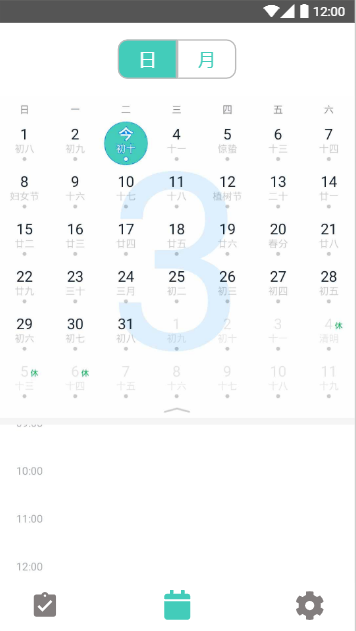 12:00
日 月
日 一 二 三 四 五 六
1 2 今 4 5 6 7
初八 初九 初十 十一 惊蛰 十三 十四
8 9 10 11 12 13 14
妇女节 十六 十七 十八 植树节 二十 廿一
15 16 17 18 19 20 21
廿二 廿三 廿四 廿五 廿六 春分 廿八
22 23 24 25 26 27 28
廿九 三十 三月 初二 初三 初四 初五
29 30 31 1 2 3 4 休
初六 初七 初八 初九 初十 十一 清明
5 休 6 休 7 8 9 10 11
十三 十四 十五 十六 十七 十八 十九
3
09:00
10:00
11:00
12:00